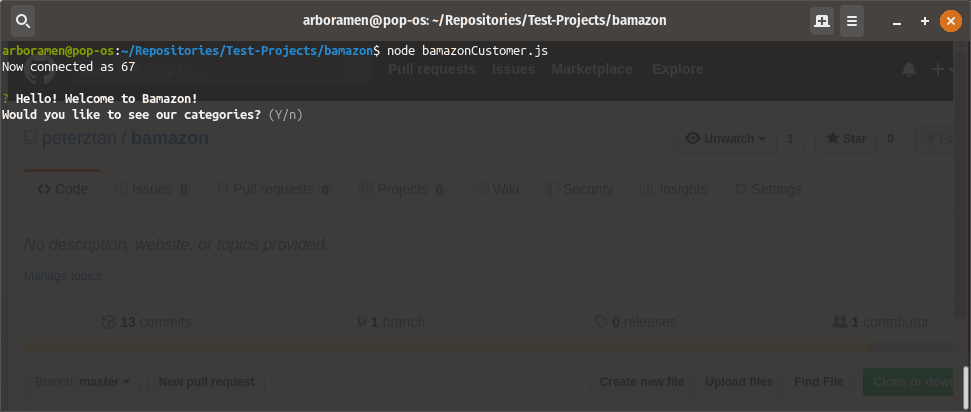 arboramen@pop-os: ~/Repositories/Test-Projects/bamazon
arboramen@pop-os:~/Repositories/Test-Projects/bamazon$ node bamazonCustomer.js
Now connected as 67
Pull requests Issues Marketplace Explore
? Hello! Welcome to Bamazon!
Would you like to see our categories? (Y/n)
peterztan / bamazon
Unwatch 1 Star 0
Code Issues 0 Pull requests 0 Projects 0 Wiki Security Insights Settings
No description, website, or topics provided.
Manage topics
13 commits 1 branch 0 releases 1 contributor
Branch: master New pull request Create new file Upload files Find File Clone or down